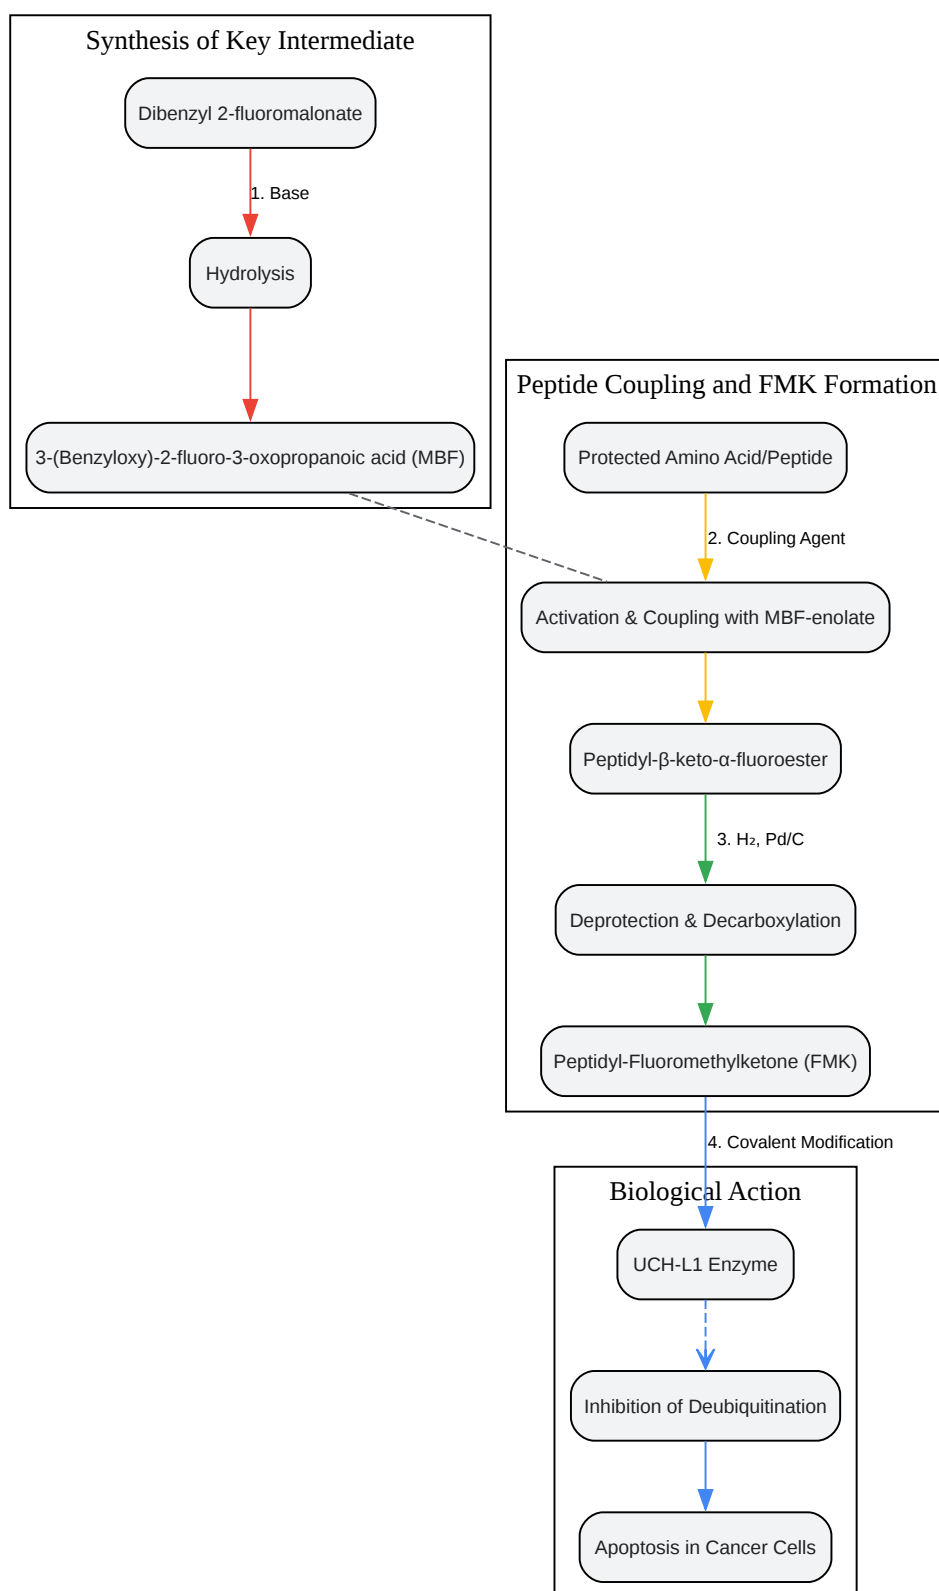 Synthesis of Key Intermediate
Dibenzyl 2-fluoromalonate
1. Base
Hydrolysis
3-(Benzyloxy)-2-fluoro-3-oxopropanoic acid (MBF)
Peptide Coupling and FMK Formation
Protected Amino Acid/Peptide
2. Coupling Agent
Activation & Coupling with MBF-enolate
Peptidyl-β-keto-α-fluoroester
3. H₂, Pd/C
Deprotection & Decarboxylation
Peptidyl-Fluoromethylketone (FMK)
4. Covalent Modification
Biological Action
UCH-L1 Enzyme
Inhibition of Deubiquitination
Apoptosis in Cancer Cells